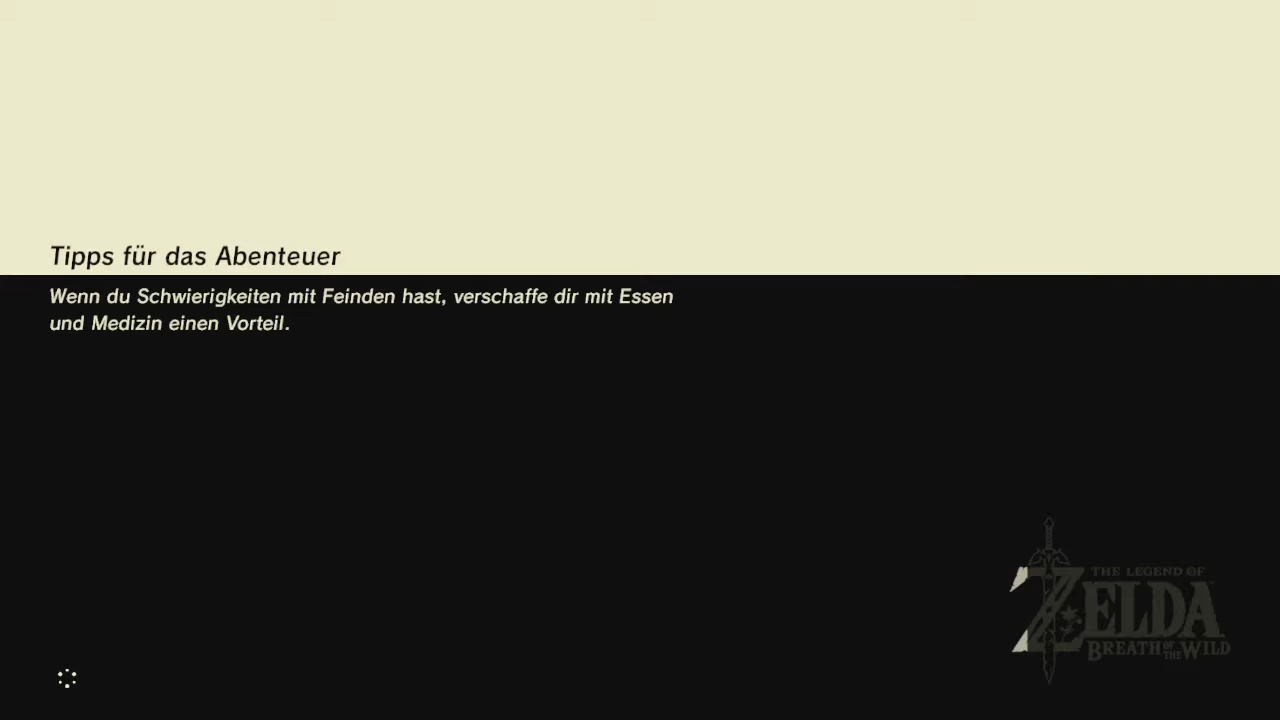 Tipps für das Abenteuer
Wenn du Schwierigkeiten mit Feinden hast, verschaffe dir mit Essen
und Medizin einen Vorteil.
THE LEGEND OF
ZELDA
BREATH OF THE WILD